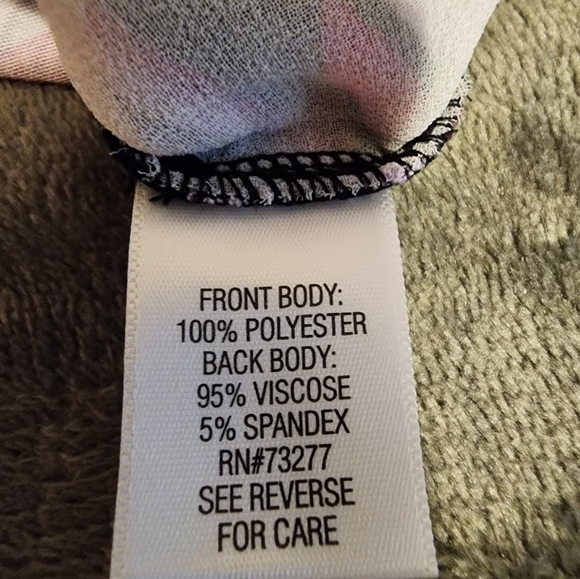 FRONT BODY:
100% POLYESTER
BACK BODY:
95% VISCOSE
5% SPANDEX
RN#73277
SEE REVERSE
FOR CARE